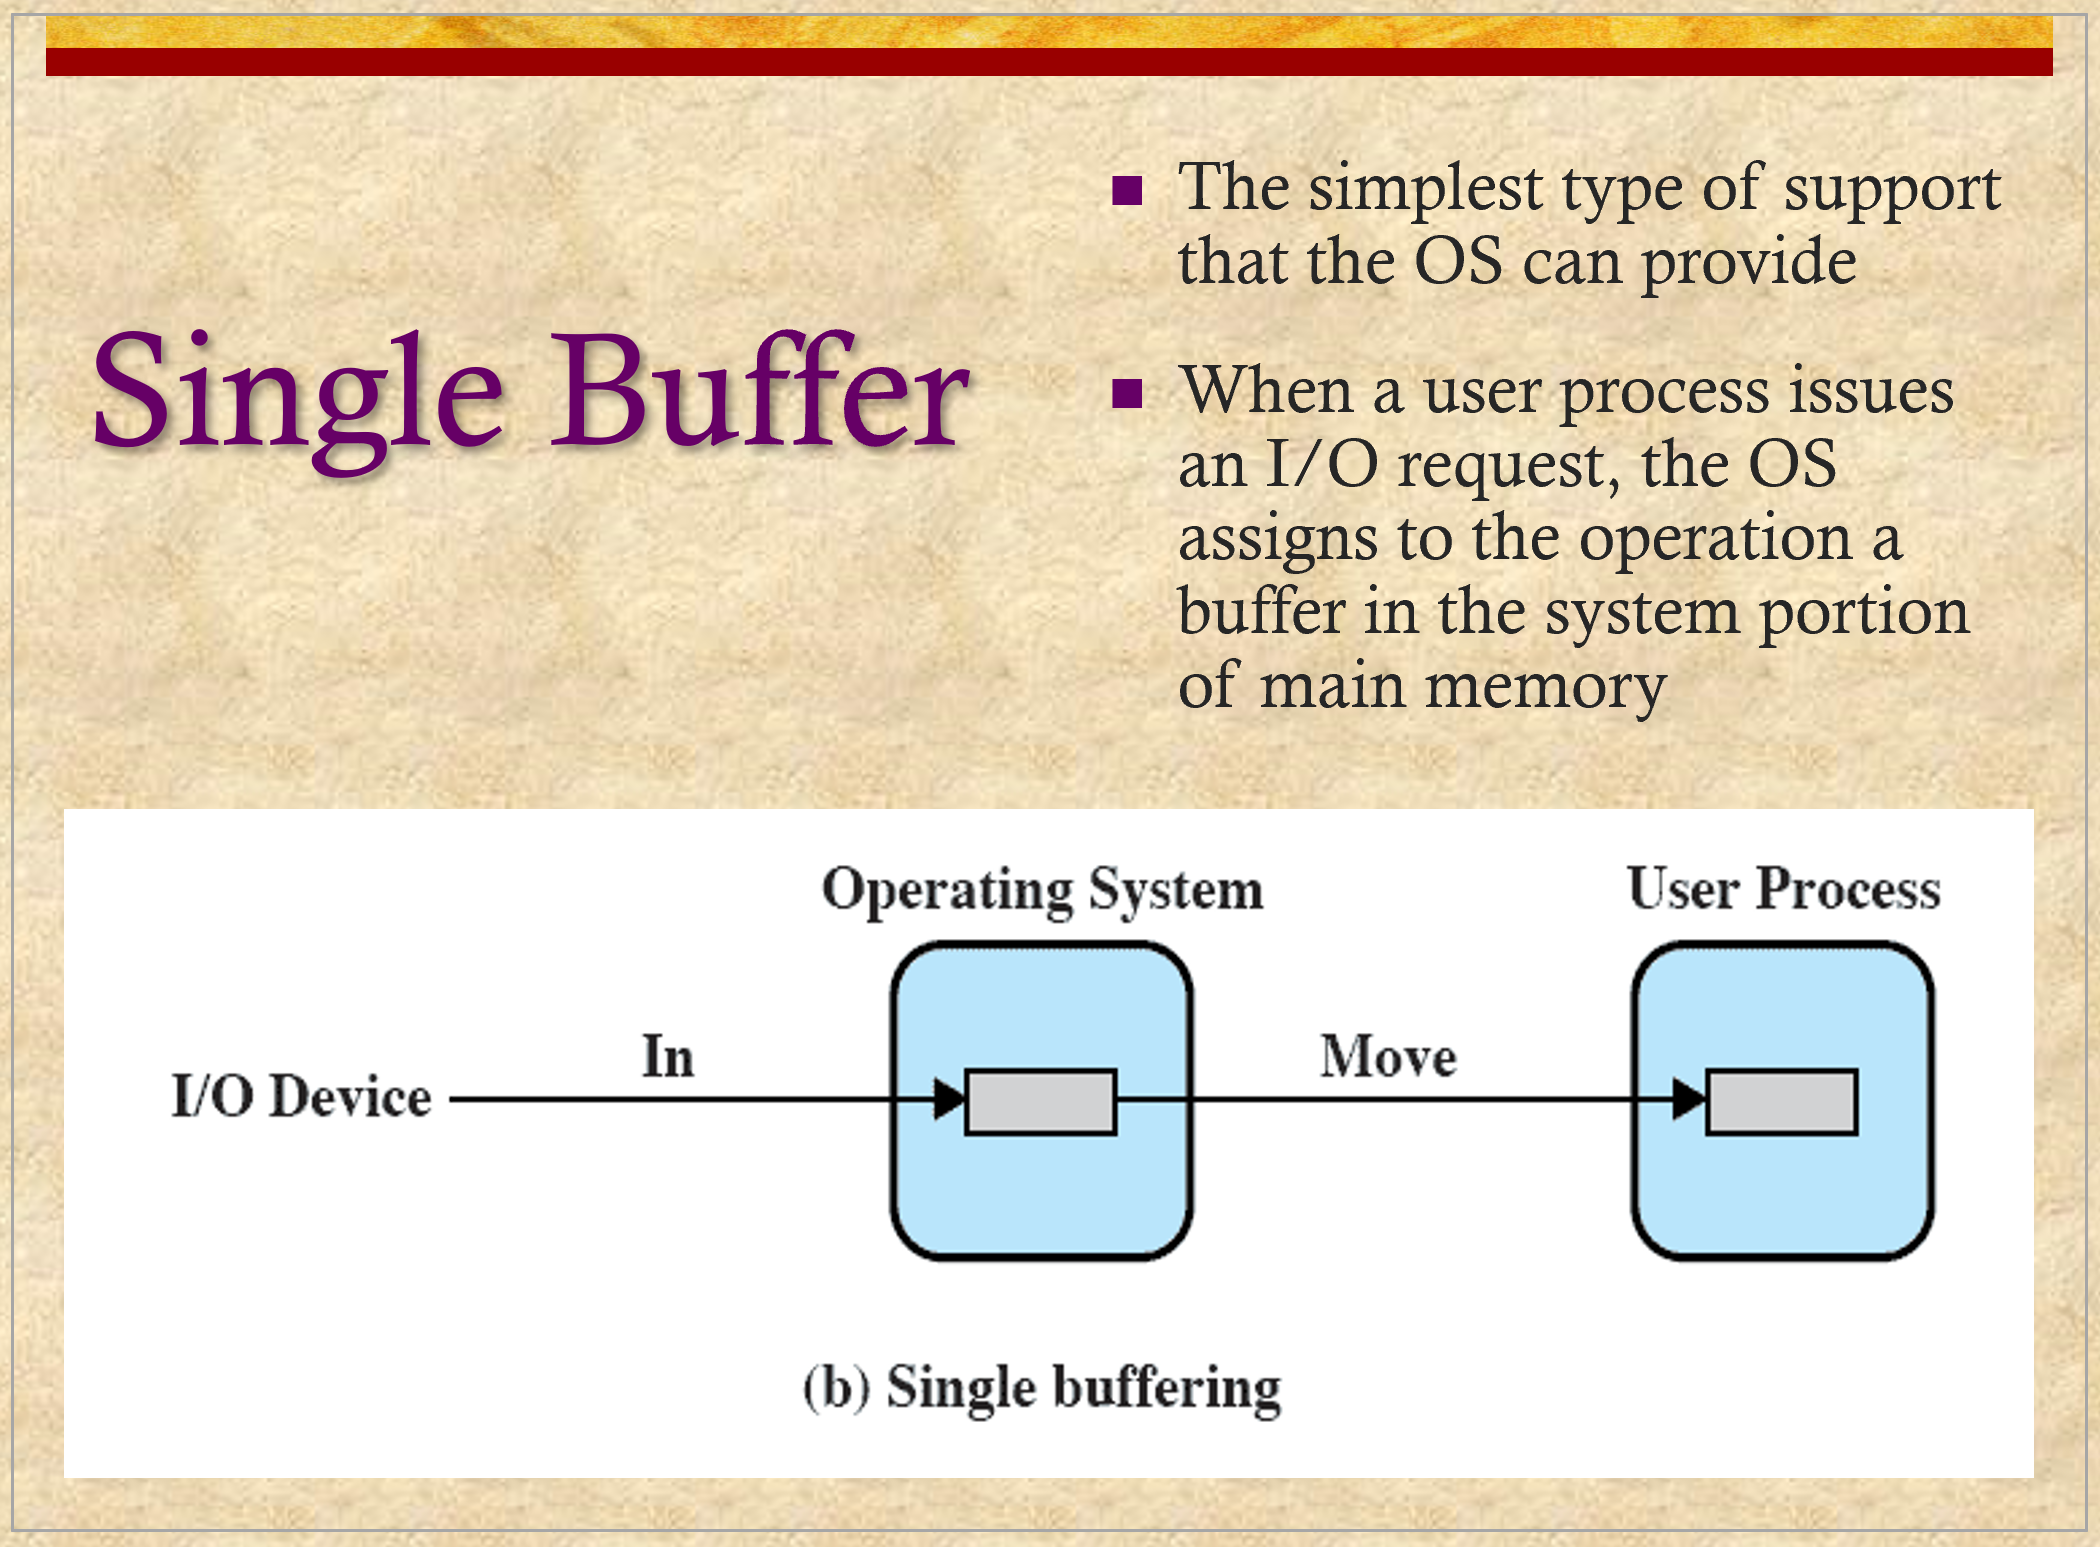 Single Buffer
■ The simplest type of support
that the OS can provide
■ When a user process issues
an I/O request, the OS
assigns to the operation a
buffer in the system portion
of main memory
Operating System
User Process
In
Move
I/O Device
(b) Single buffering